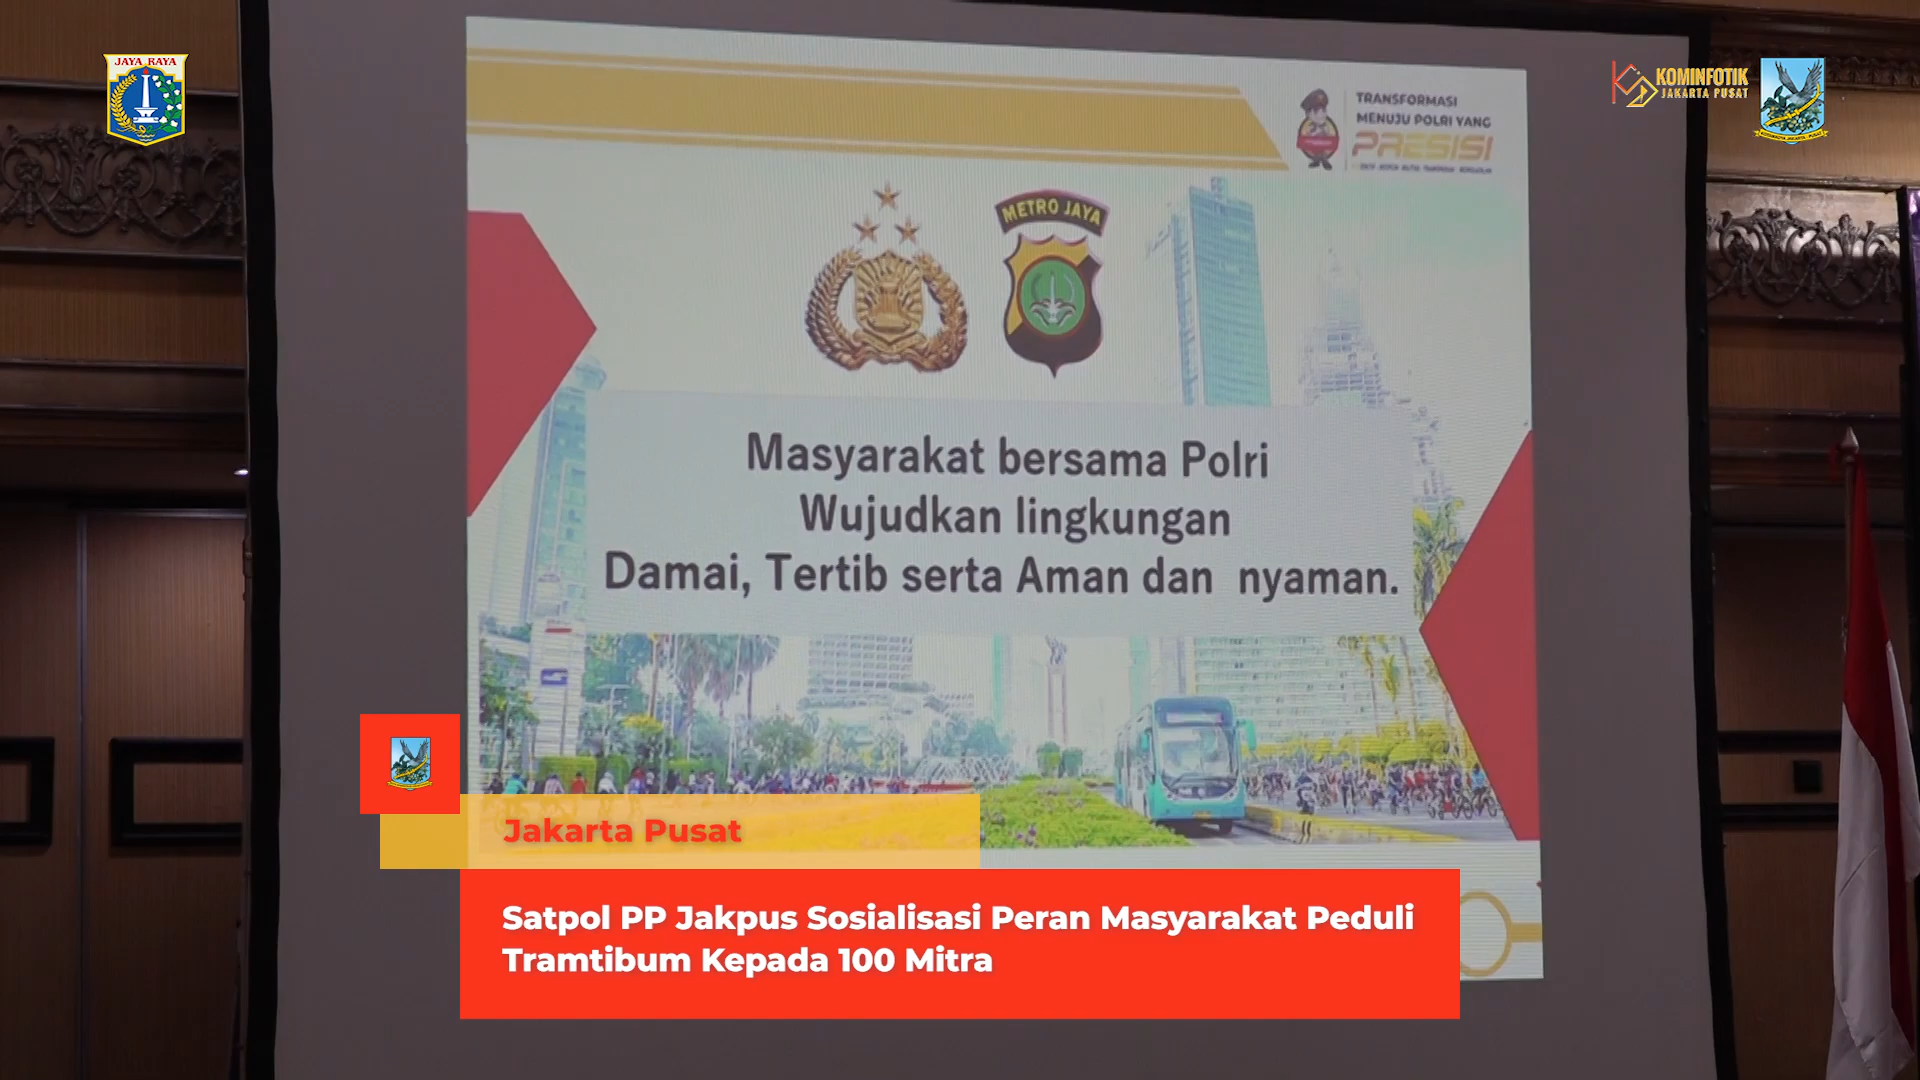 JAYA RAYA
KOMINFOTIK
JAKARTA PUSAT
TRANSFORMASI
MENUJU POLRI YANG
PRESISI
METRO JAYA
Masyarakat bersama Polri
Wujudkan lingkungan
Damai, Tertib serta Aman dan nyaman.
Jakarta Pusat
Satpol PP Jakpus Sosialisasi Peran Masyarakat Peduli
Tramtibum Kepada 100 Mitra